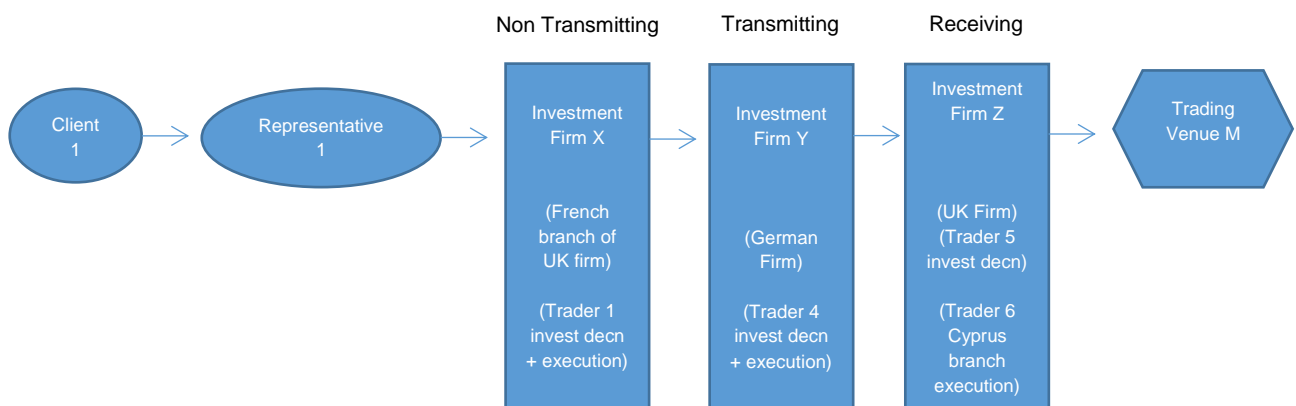 Non Transmitting
Transmitting
Receiving
Client
1
Representative
1
Investment
Firm X
(French
branch of
UK firm)
(Trader 1
invest decn
+ execution)
Investment
Firm Y
(German
Firm)
(Trader 4
invest decn
+ execution)
Investment
Firm Z
(UK Firm)
(Trader 5
invest decn)
(Trader 6
Cyprus
branch
execution)
Trading
Venue M